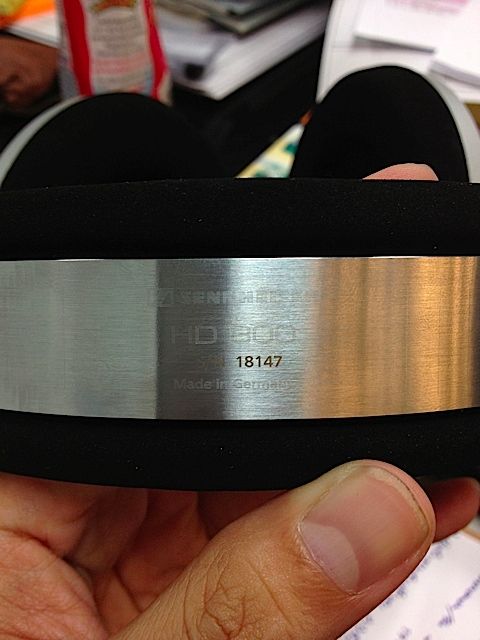 SENNHEISER
HD 800
S/N 18147
Made in Germany